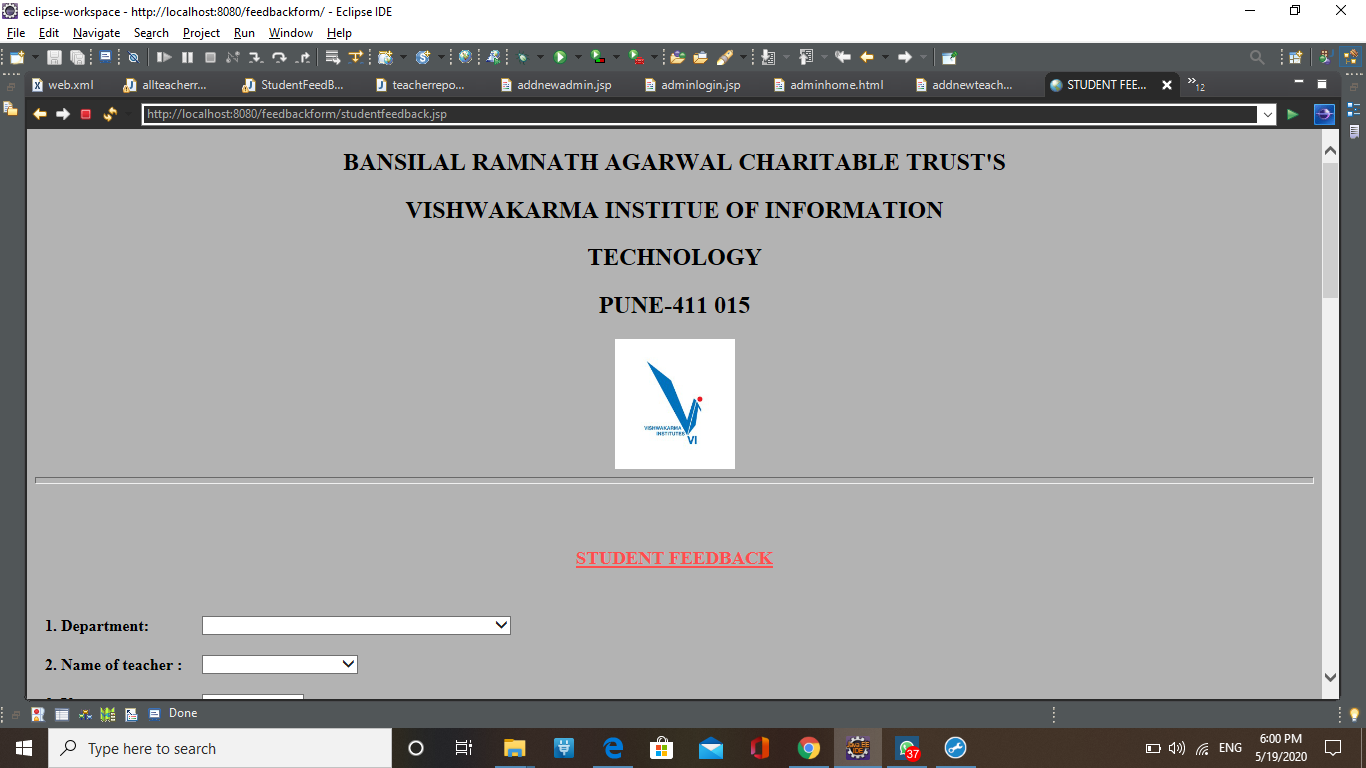 eclipse-workspace - http://localhost:8080/feedbackform/ - Eclipse IDE
File Edit Navigate Search Project Run Window Help
web.xml allteacherr... StudentFeedB... teacherrepo... addnewadmin.jsp adminlogin.jsp adminhome.html addnewteach... STUDENT FEE... »12
http://localhost:8080/feedbackform/studentfeedback.jsp
BANSILAL RAMNATH AGARWAL CHARITABLE TRUST'S
VISHWAKARMA INSTITUE OF INFORMATION
TECHNOLOGY
PUNE-411 015
VISHWAKARMA
INSTITUTES
VI
STUDENT FEEDBACK
1. Department:
2. Name of teacher :
Done
Type here to search
37
ENG
6:00 PM
5/19/2020